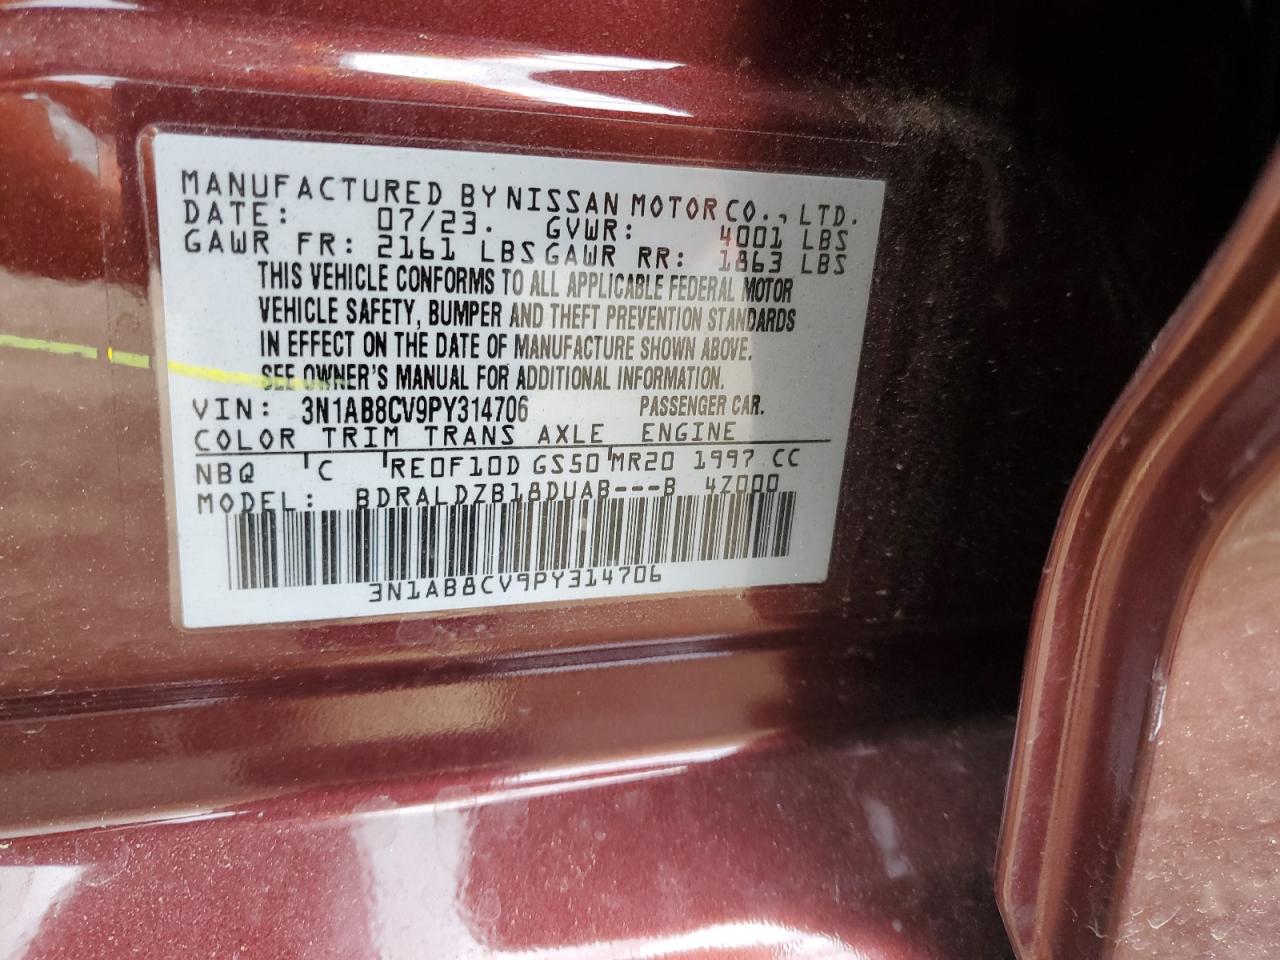 MANUFACTURED BY NISSAN MOTOR CO., LTD.
DATE: 07/23. GVWR: 4001 LBS
GAWR FR: 2161 LBS GAWR RR: 1863 LBS
THIS VEHICLE CONFORMS TO ALL APPLICABLE FEDERAL MOTOR
VEHICLE SAFETY, BUMPER AND THEFT PREVENTION STANDARDS
IN EFFECT ON THE DATE OF MANUFACTURE SHOWN ABOVE.
SEE OWNER'S MANUAL FOR ADDITIONAL INFORMATION.
VIN: 3N1AB8CV9PY314706 PASSENGER CAR.
COLOR TRIM TRANS AXLE ENGINE
NBQ C RE0F10D GS50 MR20 1997 CC
MODEL: BDRALDZB18DUAB---B 4Z000
3N1AB8CV9PY314706